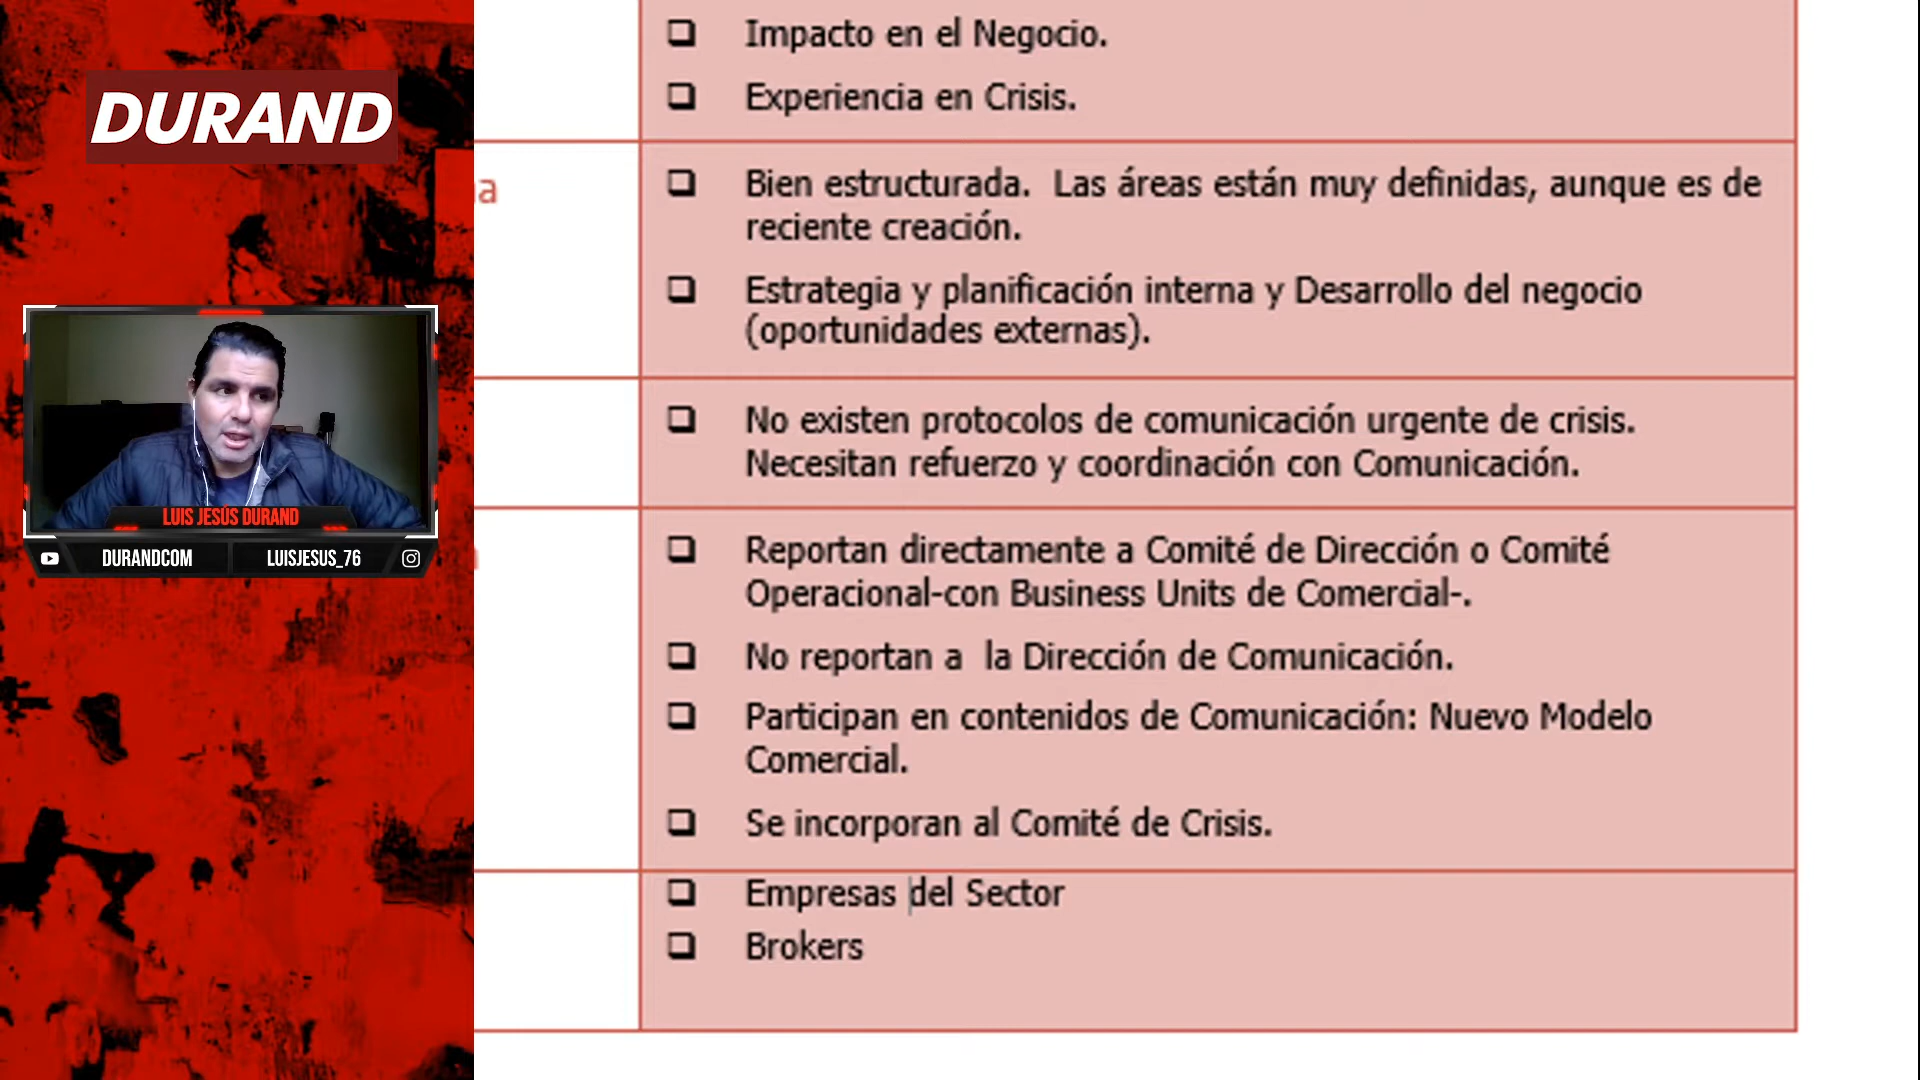 DURAND
LUIS JESÚS DURAND
DURANDCOM
LUISJESUS_76
Impacto en el Negocio.
Experiencia en Crisis.
a
Bien estructurada. Las áreas están muy definidas, aunque es de
reciente creación.
Estrategia y planificación interna y Desarrollo del negocio
(oportunidades externas).
No existen protocolos de comunicación urgente de crisis.
Necesitan refuerzo y coordinación con Comunicación.
Reportan directamente a Comité de Dirección o Comité
Operacional-con Business Units de Comercial-.
No reportan a la Dirección de Comunicación.
Participan en contenidos de Comunicación: Nuevo Modelo
Comercial.
Se incorporan al Comité de Crisis.
Empresas del Sector
Brokers